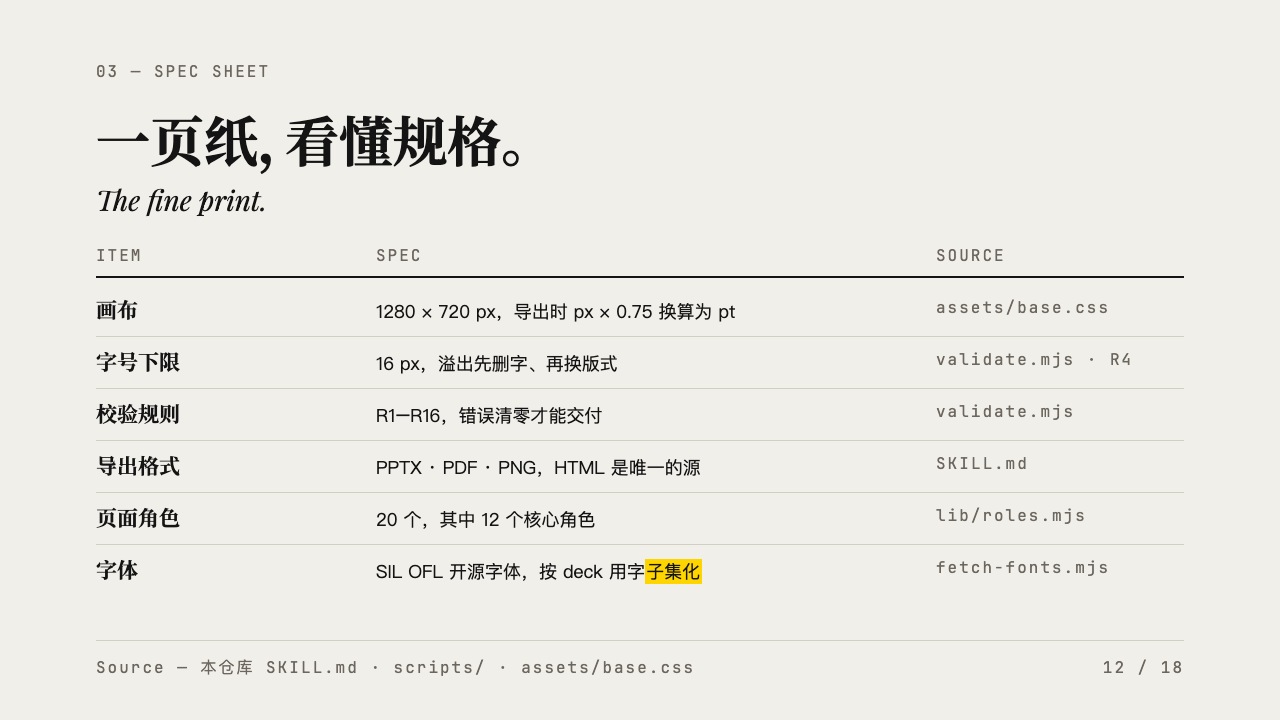 03 — SPEC SHEET
一页纸, 看懂规格。
The fine print.
ITEM SPEC SOURCE
画布 1280 × 720 px，导出时 px × 0.75 换算为 pt assets/base.css
字号下限 16 px，溢出先删字、再换版式 validate.mjs · R4
校验规则 R1—R16，错误清零才能交付 validate.mjs
导出格式 PPTX · PDF · PNG，HTML 是唯一的源 SKILL.md
页面角色 20 个，其中 12 个核心角色 lib/roles.mjs
字体 SIL OFL 开源字体，按 deck 用字子集化 fetch-fonts.mjs
Source — 本仓库 SKILL.md · scripts/ · assets/base.css 12 / 18